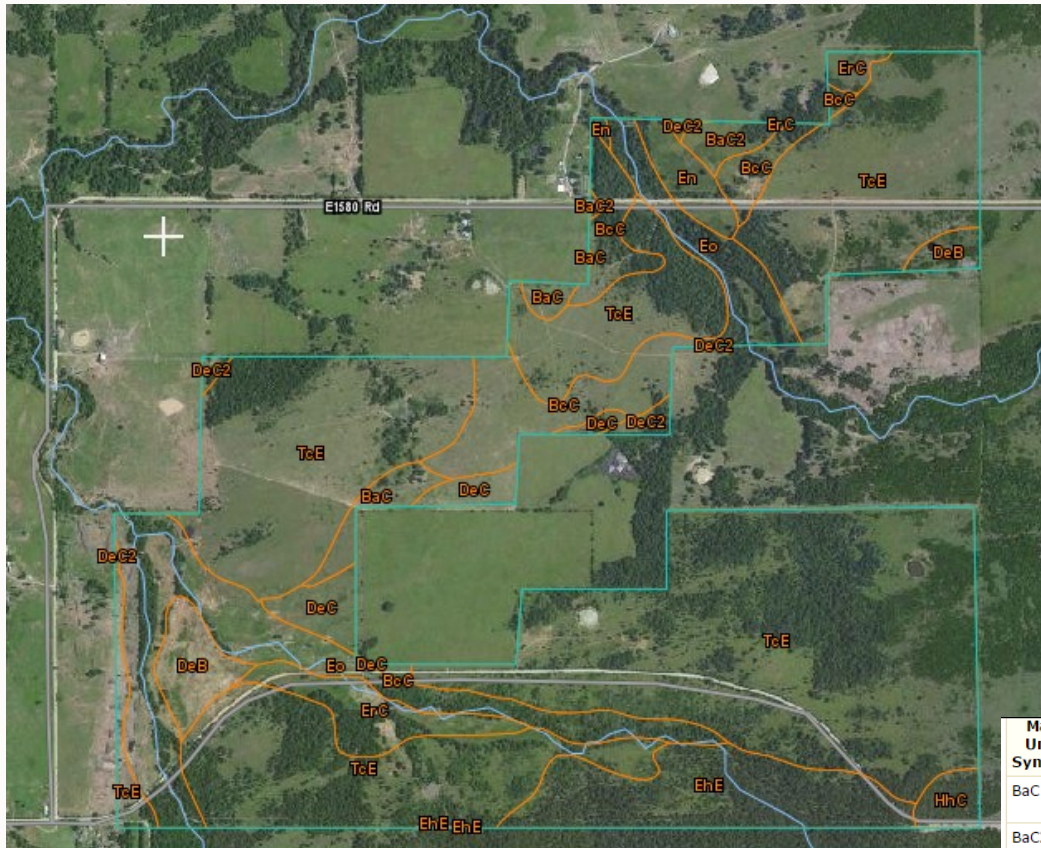 ErC
BcC
En
DeC2
ErC
BaC2
BcC
En
TcE
BaC2
E1580 Rd
BcC
Eo
DeB
BaC
BaC
TcE
DeC2
DeC2
BcC
DeC
DeC2
TcE
DeC
BaC
DeC2
DeC
TcE
DeB
Eo
DeC
BcC
ErC
TcE
EhE
TcE
HhC
EhE
EhE
BaC